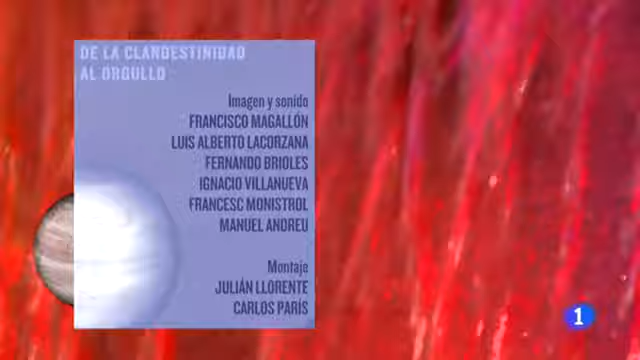 DE LA CLANDESTINIDAD
AL ORGULLO
Imagen y sonido
FRANCISCO MAGALLÓN
LUIS ALBERTO LACORZANA
FERNANDO BRIOLES
IGNACIO VILLANUEVA
FRANCESC MONISTROL
MANUEL ANDREU
Montaje
JULIÁN LLORENTE
CARLOS PARÍS
1